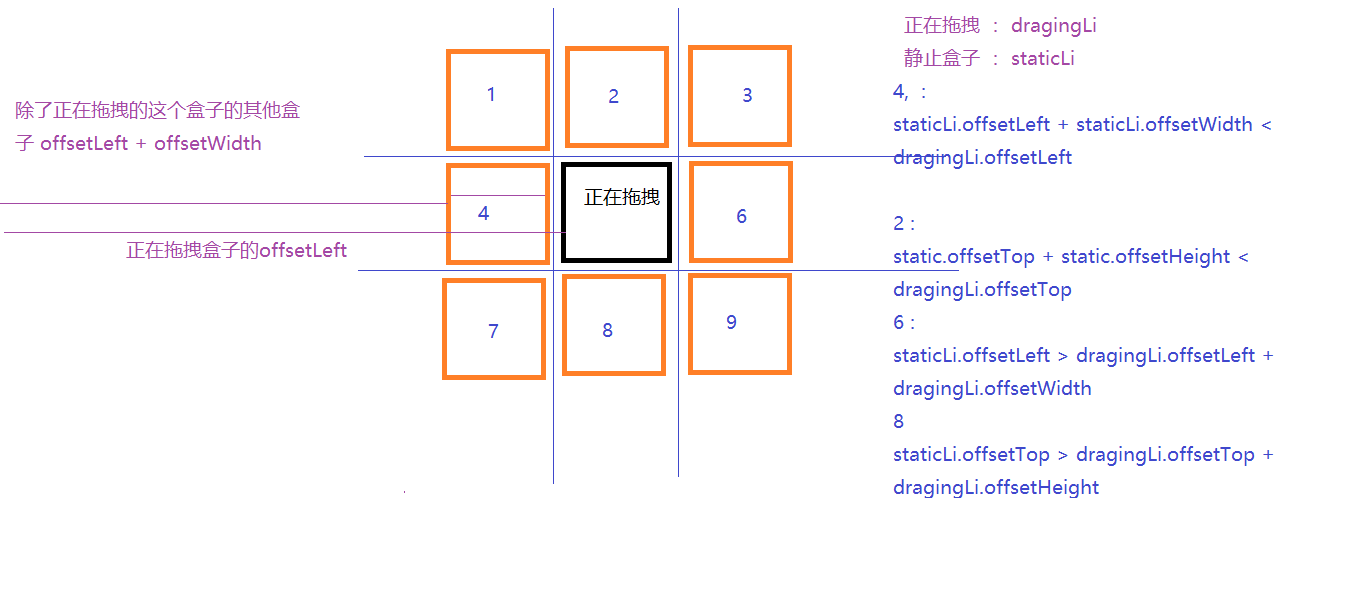 除了正在拖拽的这个盒子的其他盒
子 offsetLeft + offsetWidth
正在拖拽盒子的offsetLeft
1
2
3
4
正在拖拽
6
7
8
9
正在拖拽 : dragingLi
静止盒子 : staticLi
4, :
staticLi.offsetLeft + staticLi.offsetWidth <
dragingLi.offsetLeft
2 :
static.offsetTop + static.offsetHeight <
dragingLi.offsetTop
6 :
staticLi.offsetLeft > dragingLi.offsetLeft +
dragingLi.offsetWidth
8
staticLi.offsetTop > dragingLi.offsetTop +
dragingLi.offsetHeight